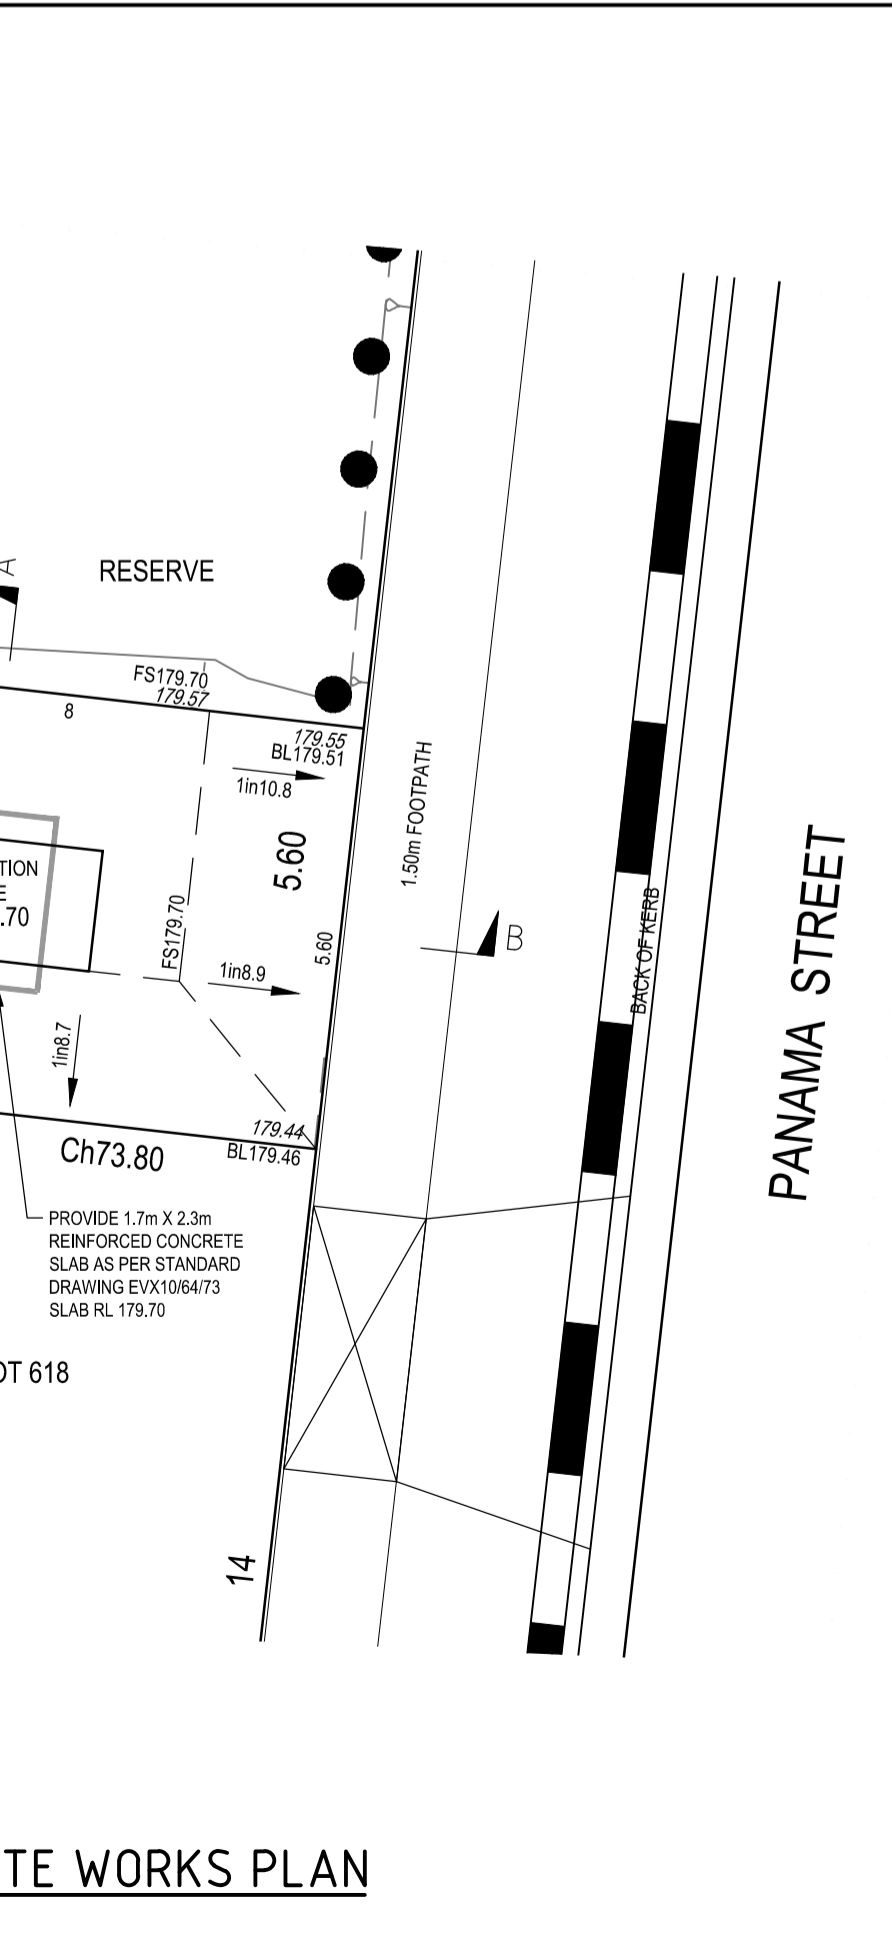 A
RESERVE
FS179.70
179.57
8
179.55
BL179.51
1in10.8
5.60
1.50m FOOTPATH
TION
E
.70
FS179.70
5.60
B
BACK OF KERB
PANAMA STREET
1in8.9
1in8.7
179.44
BL179.46
Ch73.80
PROVIDE 1.7m X 2.3m
REINFORCED CONCRETE
SLAB AS PER STANDARD
DRAWING EVX10/64/73
SLAB RL 179.70
OT 618
14
TE WORKS PLAN